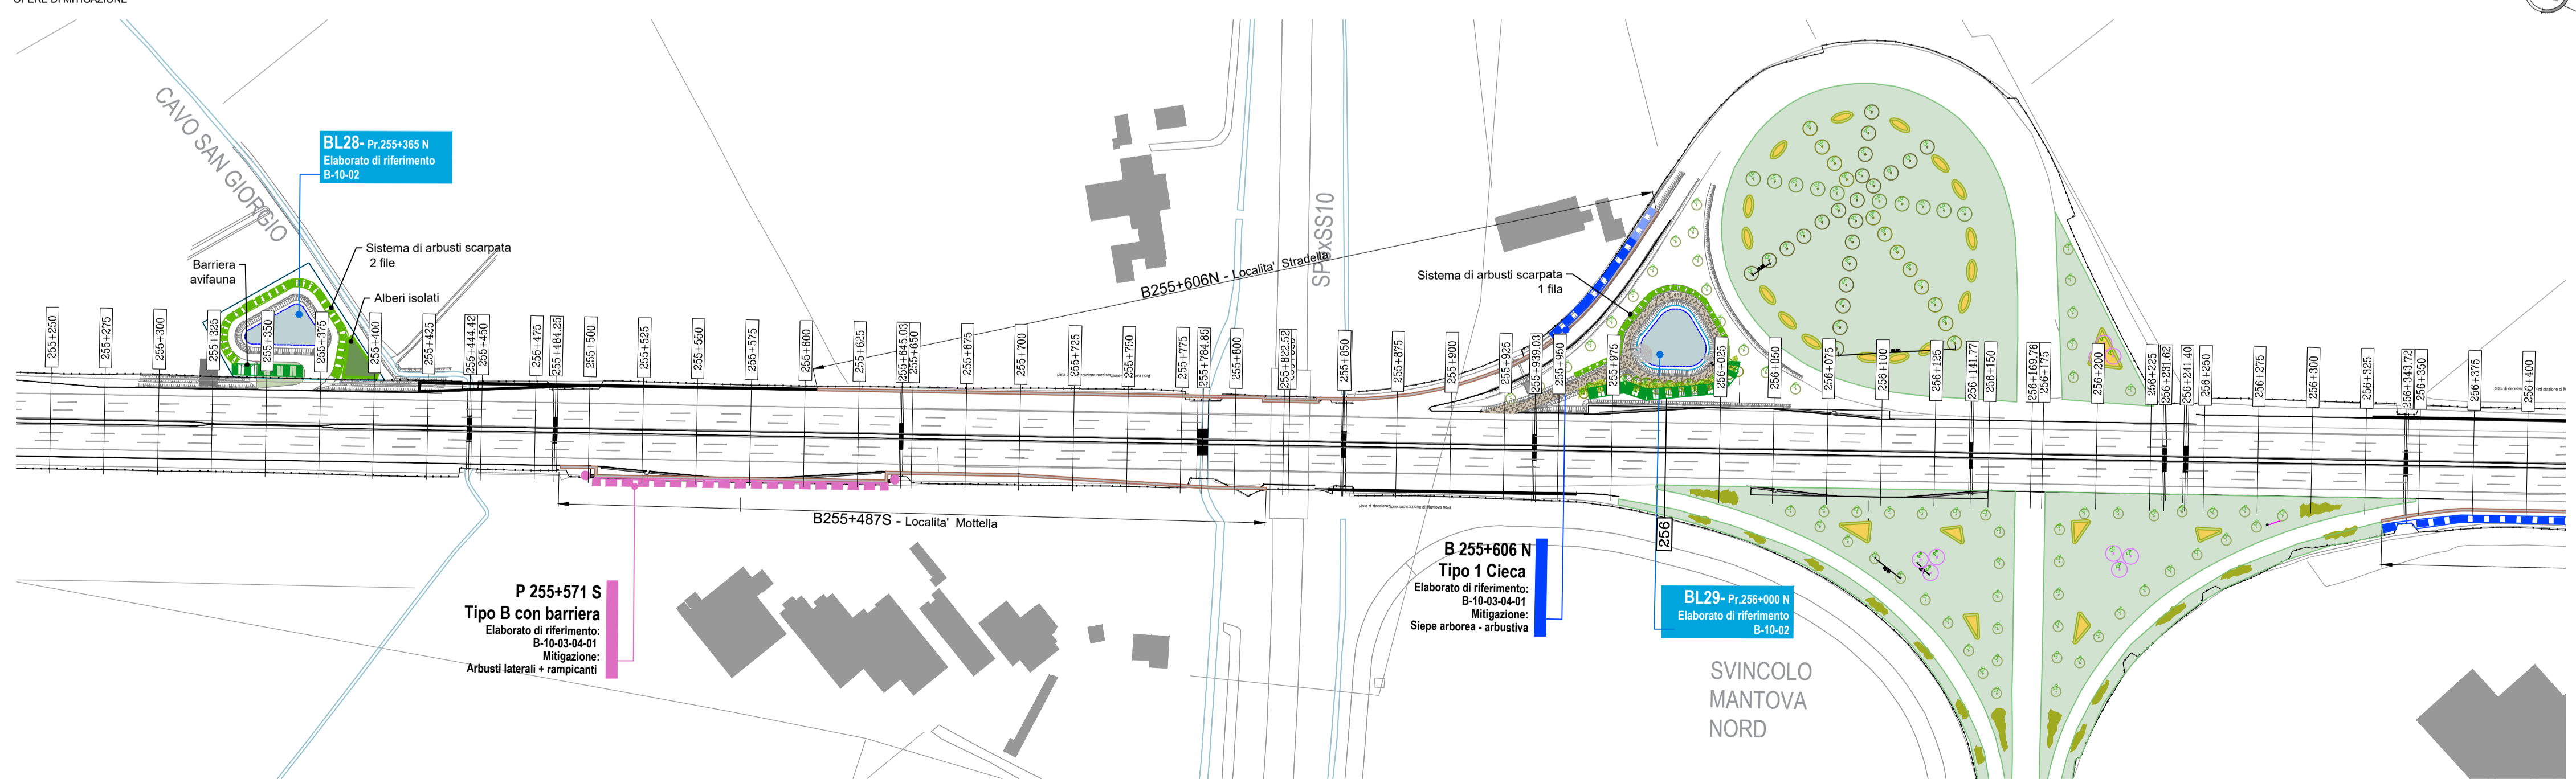 OPERE DI MITIGAZIONE
CAVO SAN GIORGIO
BL28- Pr.255+365 N
Elaborato di riferimento
B-10-02
Sistema di arbusti scarpata
2 file
Barriera
avifauna
Alberi isolati
B255+606N - Localita' Stradella
Sistema di arbusti scarpata
1 fila
255+250
255+275
255+300
255+325
255+350
255+375
255+400
255+425
255+444.42
255+450
255+475
255+484.25
255+500
255+525
255+550
255+575
255+600
255+625
255+645.03
255+650
255+675
255+700
255+725
255+750
255+775
255+784.85
255+800
255+822.52
255+850
255+875
255+900
255+925
255+939.03
255+950
255+975
256+025
256+050
256+075
256+100
256+125
256+141.77
256+150
256+169.76
256+175
256+200
256+225
256+231.62
256+241.40
256+250
256+275
256+300
256+325
256+343.72
256+350
256+375
256+400
B255+487S - Localita' Mottella
256
P 255+571 S
Tipo B con barriera
Elaborato di riferimento:
B-10-03-04-01
Mitigazione:
Arbusti laterali + rampicanti
B 255+606 N
Tipo 1 Cieca
Elaborato di riferimento:
B-10-03-04-01
Mitigazione:
Siepe arborea - arbustiva
BL29- Pr.256+000 N
Elaborato di riferimento
B-10-02
SVINCOLO
MANTOVA
NORD